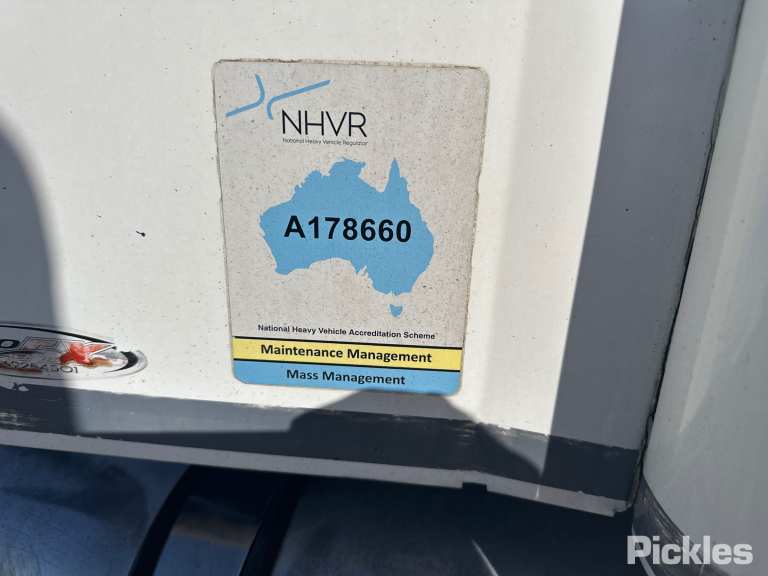 NHVR
National Heavy Vehicle Regulator
A178660
National Heavy Vehicle Accreditation Scheme
Maintenance Management
Mass Management
Pickles